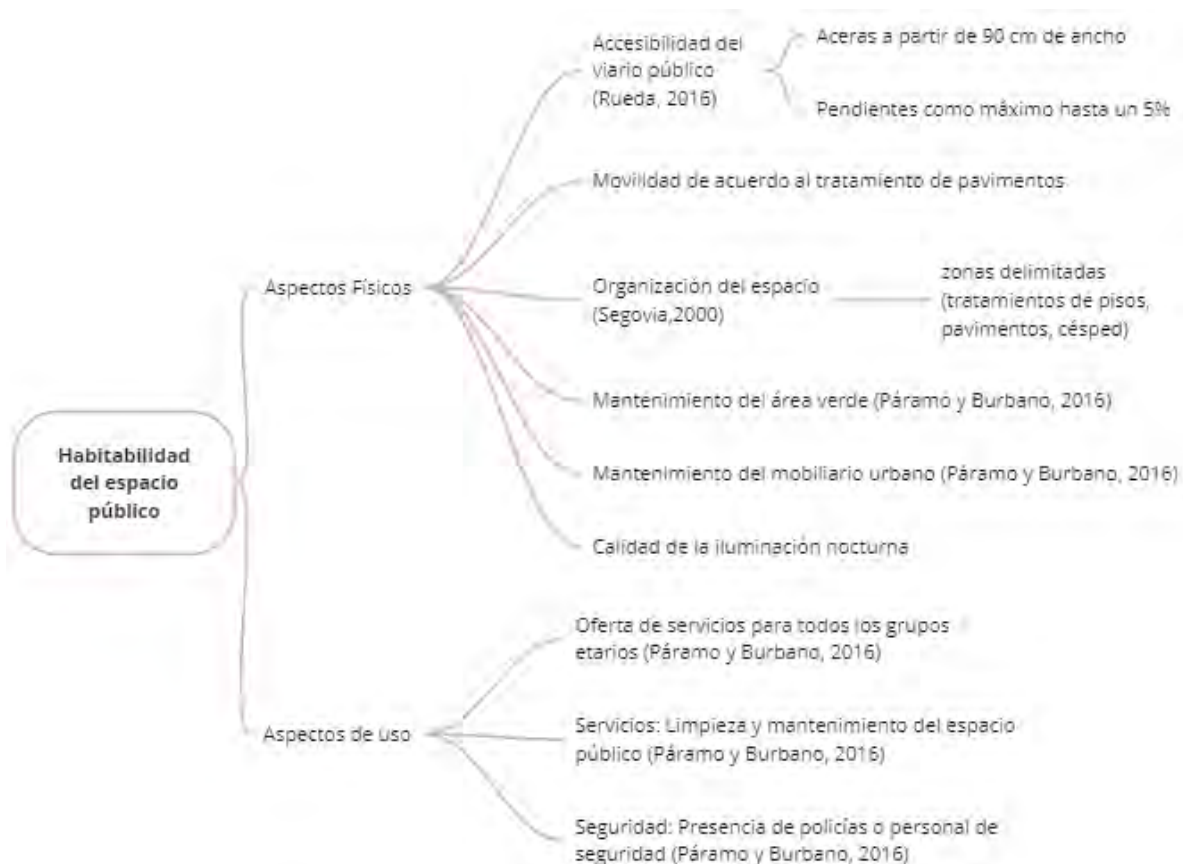 Accesibilidad del
viario público
(Rueda, 2016)
Aceras a partir de 90 cm de ancho
Pendientes como máximo hasta un 5%
Movilidad de acuerdo al tratamiento de pavimentos
Aspectos Físicos
Organización del espacio
(Segovia,2000)
zonas delimitadas
(tratamientos de pisos,
pavimentos, césped)
Mantenimiento del área verde (Páramo y Burbano, 2016)
Mantenimiento del mobiliario urbano (Páramo y Burbano, 2016)
Calidad de la iluminación nocturna
Habitabilidad
del espacio
público
Aspectos de uso
Oferta de servicios para todos los grupos
etarios (Páramo y Burbano, 2016)
Servicios: Limpieza y mantenimiento del espacio
público (Páramo y Burbano, 2016)
Seguridad: Presencia de policías o personal de
seguridad (Páramo y Burbano, 2016)